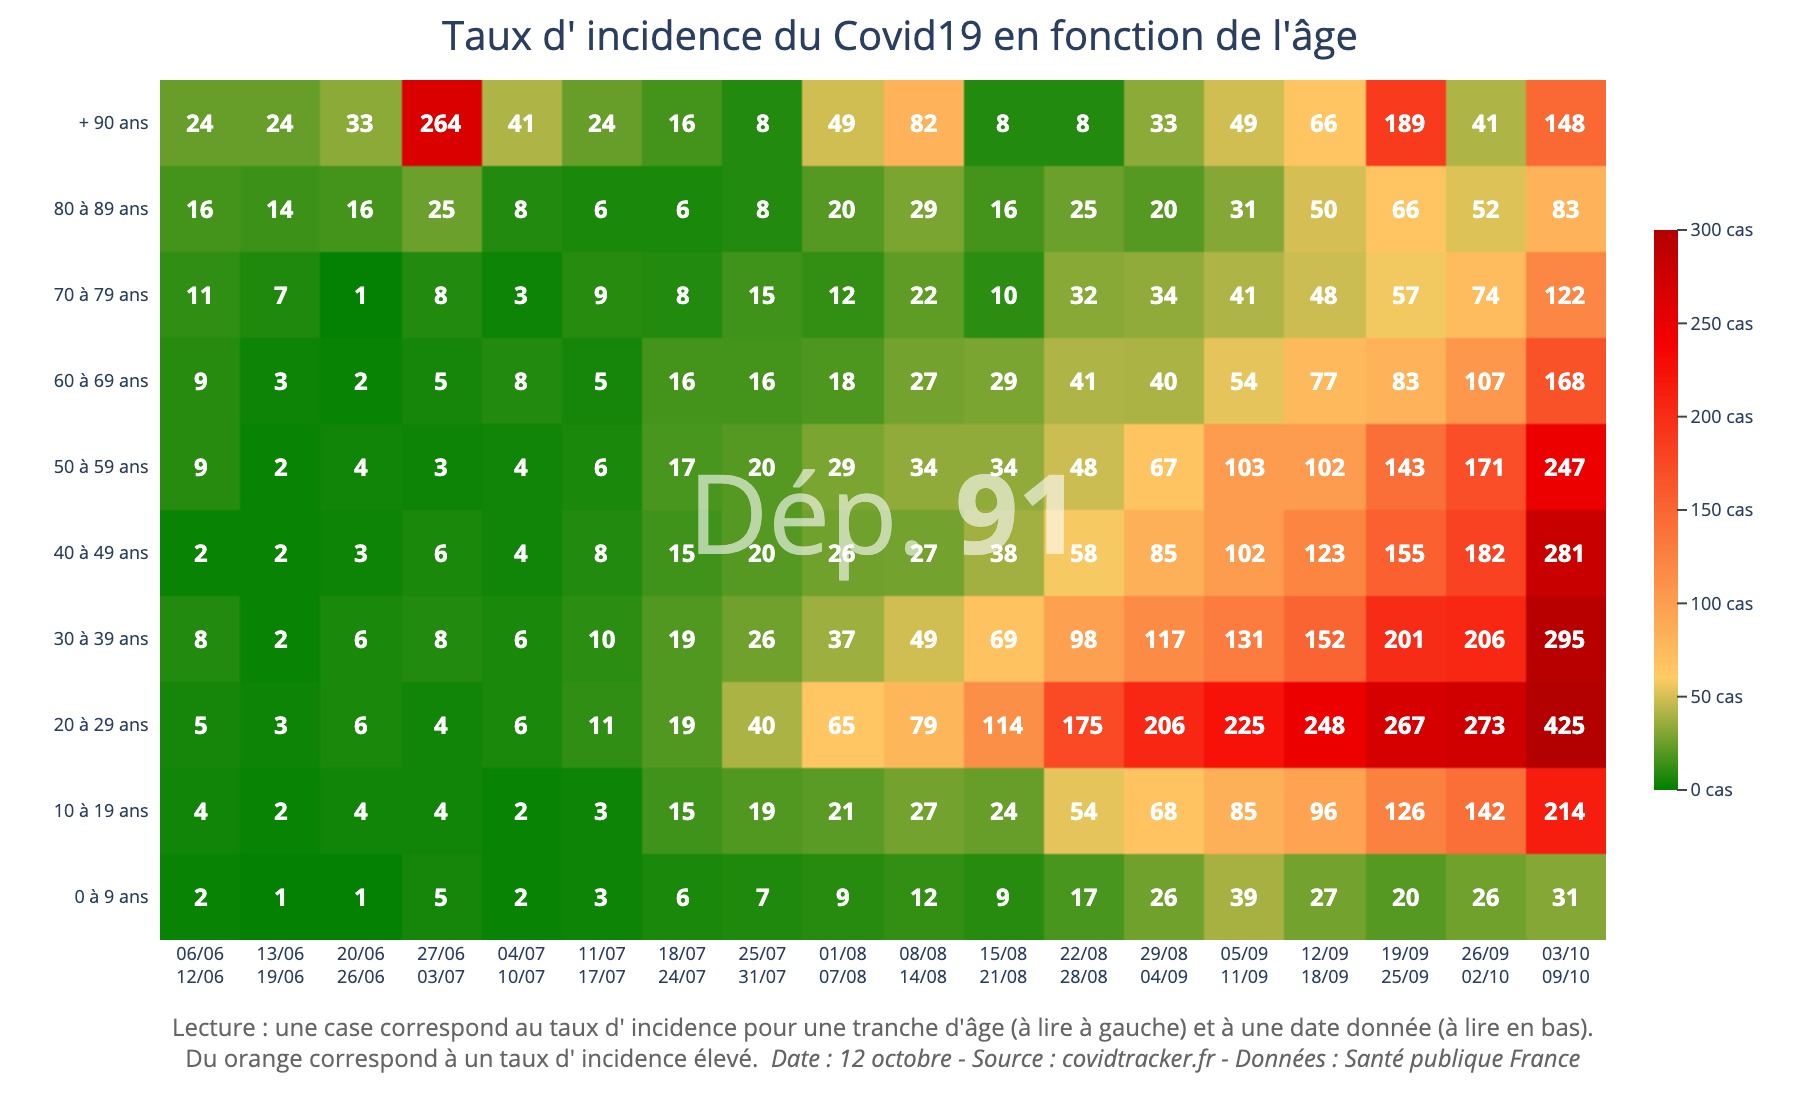 Taux d' incidence du Covid19 en fonction de l'âge
+ 90 ans 24 24 33 264 41 24 16 8 49 82 8 8 33 49 66 189 41 148
80 à 89 ans 16 14 16 25 8 6 6 8 20 29 16 25 20 31 50 66 52 83
70 à 79 ans 11 7 1 8 3 9 8 15 12 22 10 32 34 41 48 57 74 122
60 à 69 ans 9 3 2 5 8 5 16 16 18 27 29 41 40 54 77 83 107 168
50 à 59 ans 9 2 4 3 4 6 17 20 29 34 34 48 67 103 102 143 171 247
Dép. 91
40 à 49 ans 2 2 3 6 4 8 15 20 26 27 38 58 85 102 123 155 182 281
30 à 39 ans 8 2 6 8 6 10 19 26 37 49 69 98 117 131 152 201 206 295
20 à 29 ans 5 3 6 4 6 11 19 40 65 79 114 175 206 225 248 267 273 425
10 à 19 ans 4 2 4 4 2 3 15 19 21 27 24 54 68 85 96 126 142 214
0 à 9 ans 2 1 1 5 2 3 6 7 9 12 9 17 26 39 27 20 26 31
06/06 13/06 20/06 27/06 04/07 11/07 18/07 25/07 01/08 08/08 15/08 22/08 29/08 05/09 12/09 19/09 26/09 03/10
12/06 19/06 26/06 03/07 10/07 17/07 24/07 31/07 07/08 14/08 21/08 28/08 04/09 11/09 18/09 25/09 02/10 09/10
300 cas
250 cas
200 cas
150 cas
100 cas
50 cas
0 cas
Lecture : une case correspond au taux d' incidence pour une tranche d'âge (à lire à gauche) et à une date donnée (à lire en bas).
Du orange correspond à un taux d' incidence élevé. Date : 12 octobre - Source : covidtracker.fr - Données : Santé publique France